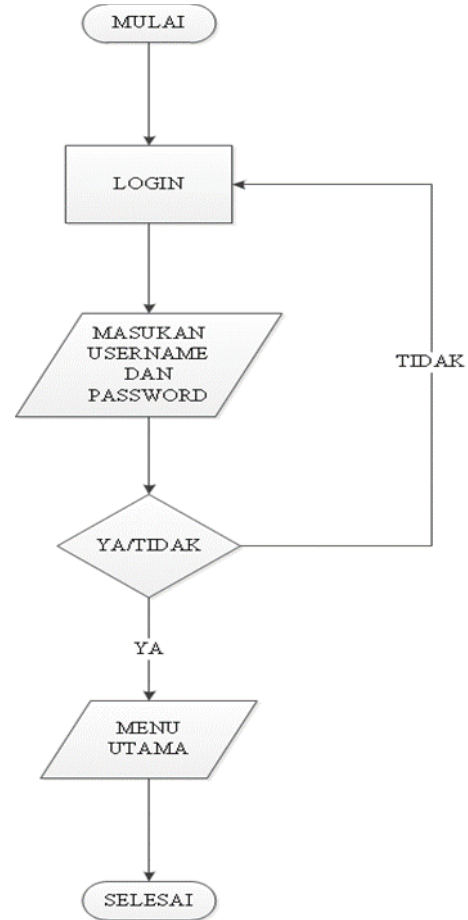 MULAI
LOGIN
MASUKAN
USERNAME
DAN
PASSWORD
TIDAK
YA/TIDAK
YA
MENU
UTAMA
SELESAI